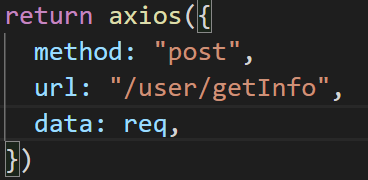 return axios({
method: "post",
url: "/user/getInfo",
data: req,
})